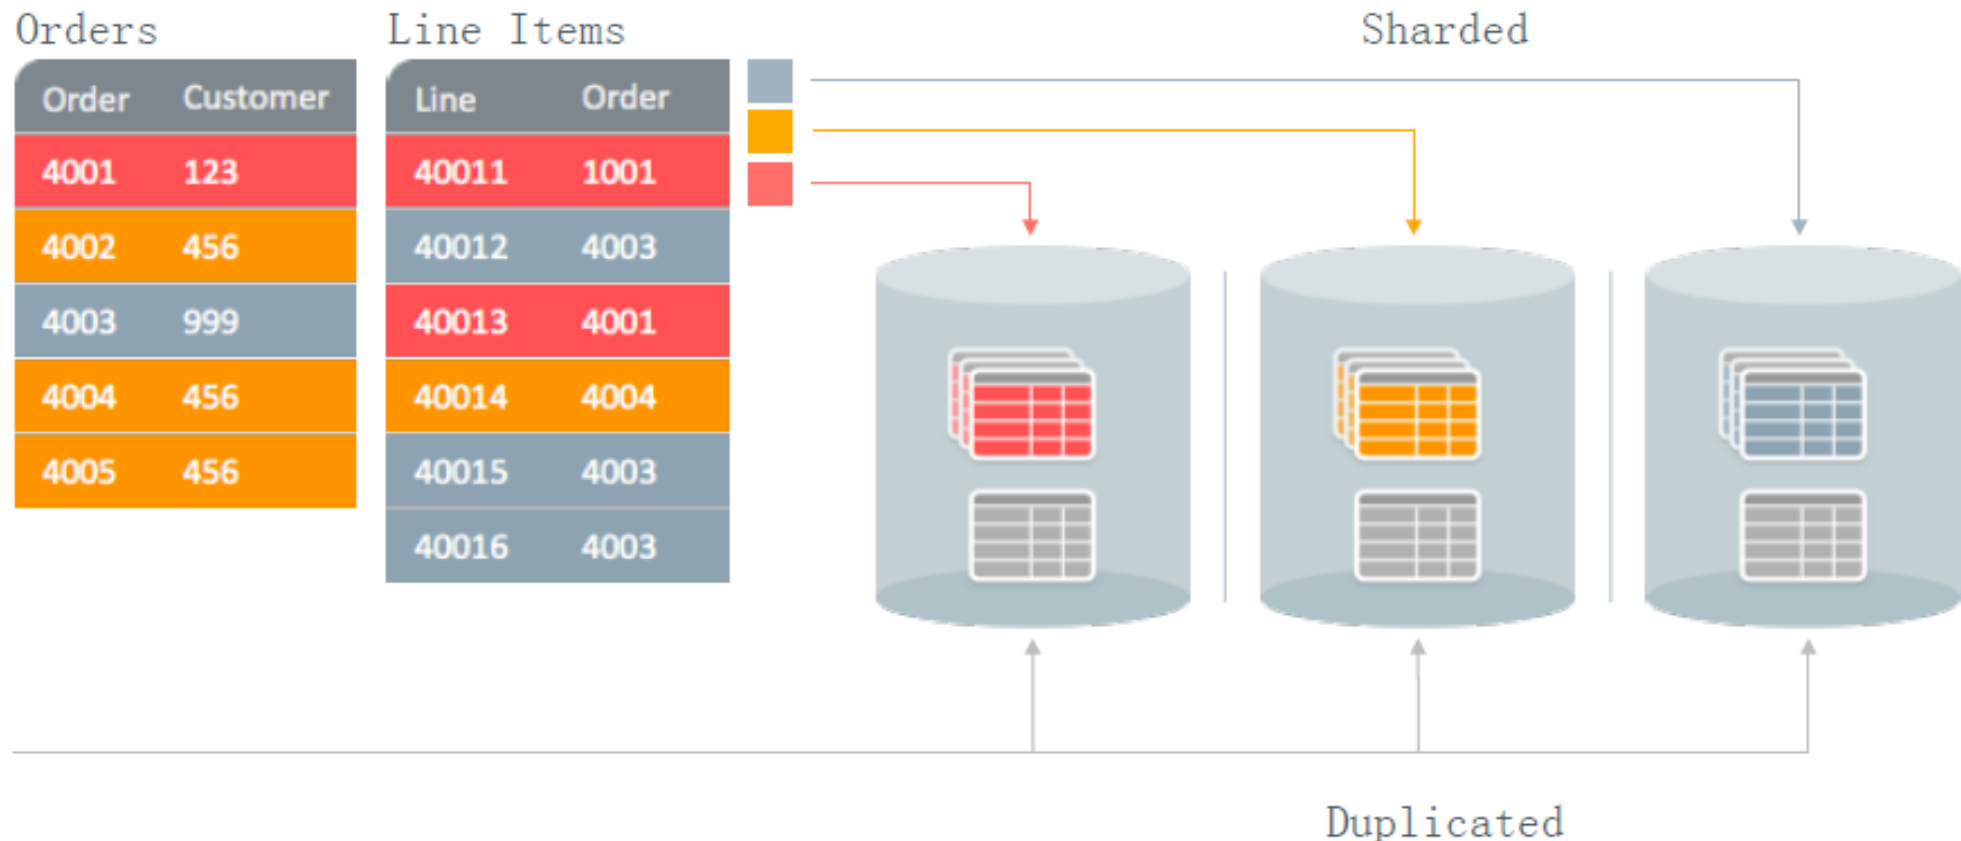 Orders
Order Customer
4001 123
4002 456
4003 999
4004 456
4005 456
Line Items
Line Order
40011 1001
40012 4003
40013 4001
40014 4004
40015 4003
40016 4003
Sharded
Duplicated